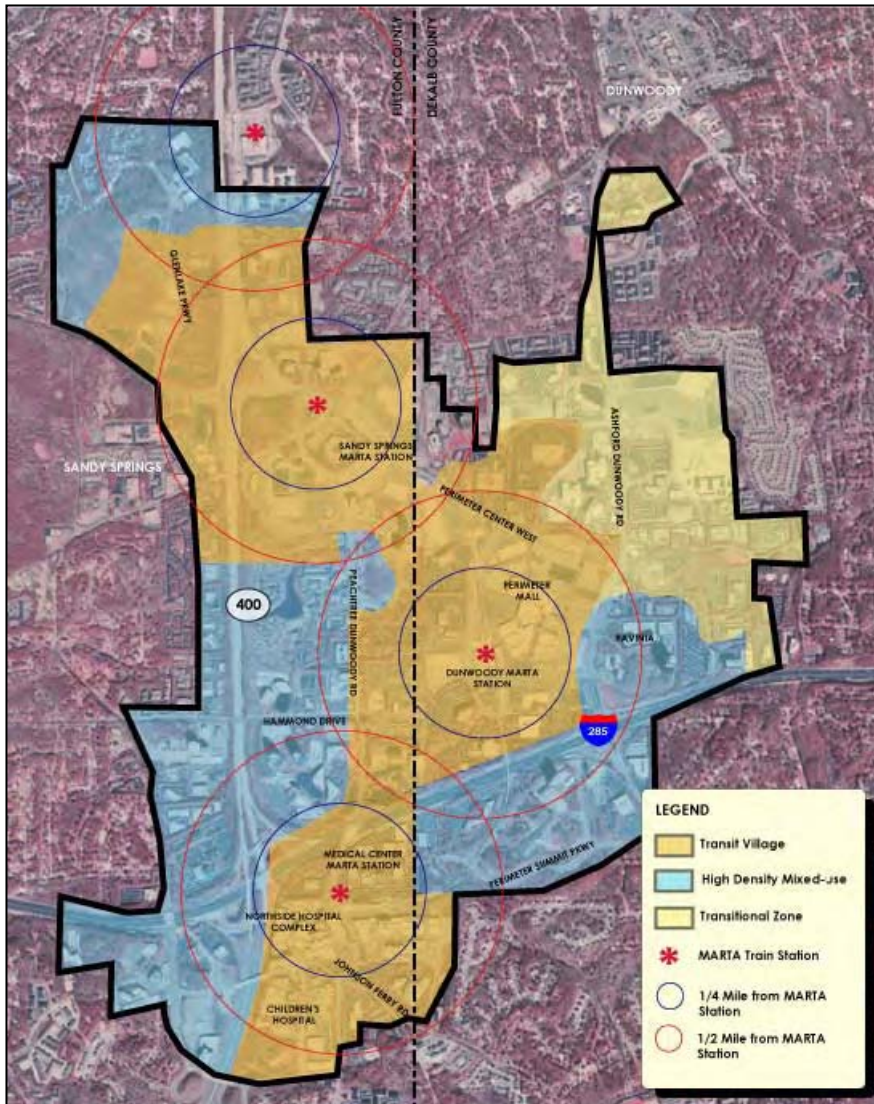 FULTON COUNTY
DEKALB COUNTY
DUNWOODY
GLENLAKE PKWY
SANDY SPRINGS
MARTA STATION
SANDY SPRINGS
ASHFORD DUNWOODY RD
PERIMETER CENTER WEST
PERIMETER
MALL
400
PEACHTREE DUNWOODY RD
RAVINIA
DUNWOODY MARTA
STATION
HAMMOND DRIVE
285
MEDICAL CENTER
MARTA STATION
PERIMETER SUMMIT PKWY
NORTHSIDE HOSPITAL
COMPLEX
JOHNSON FERRY RD
CHILDREN'S
HOSPITAL
LEGEND
Transit Village
High Density Mixed-use
Transitional Zone
MARTA Train Station
1/4 Mile from MARTA
Station
1/2 Mile from MARTA
Station